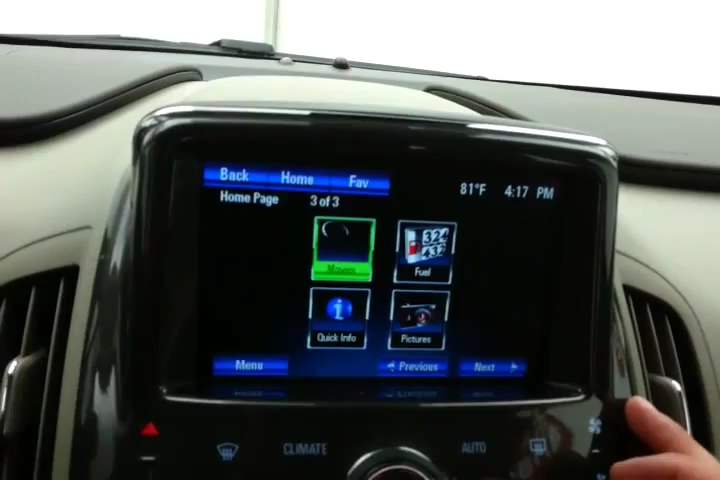 Back Home Fav
Home Page 3 of 3 81°F 4:17 PM
Movies Fuel
Quick Info Pictures
Menu Previous Next
CLIMATE AUTO